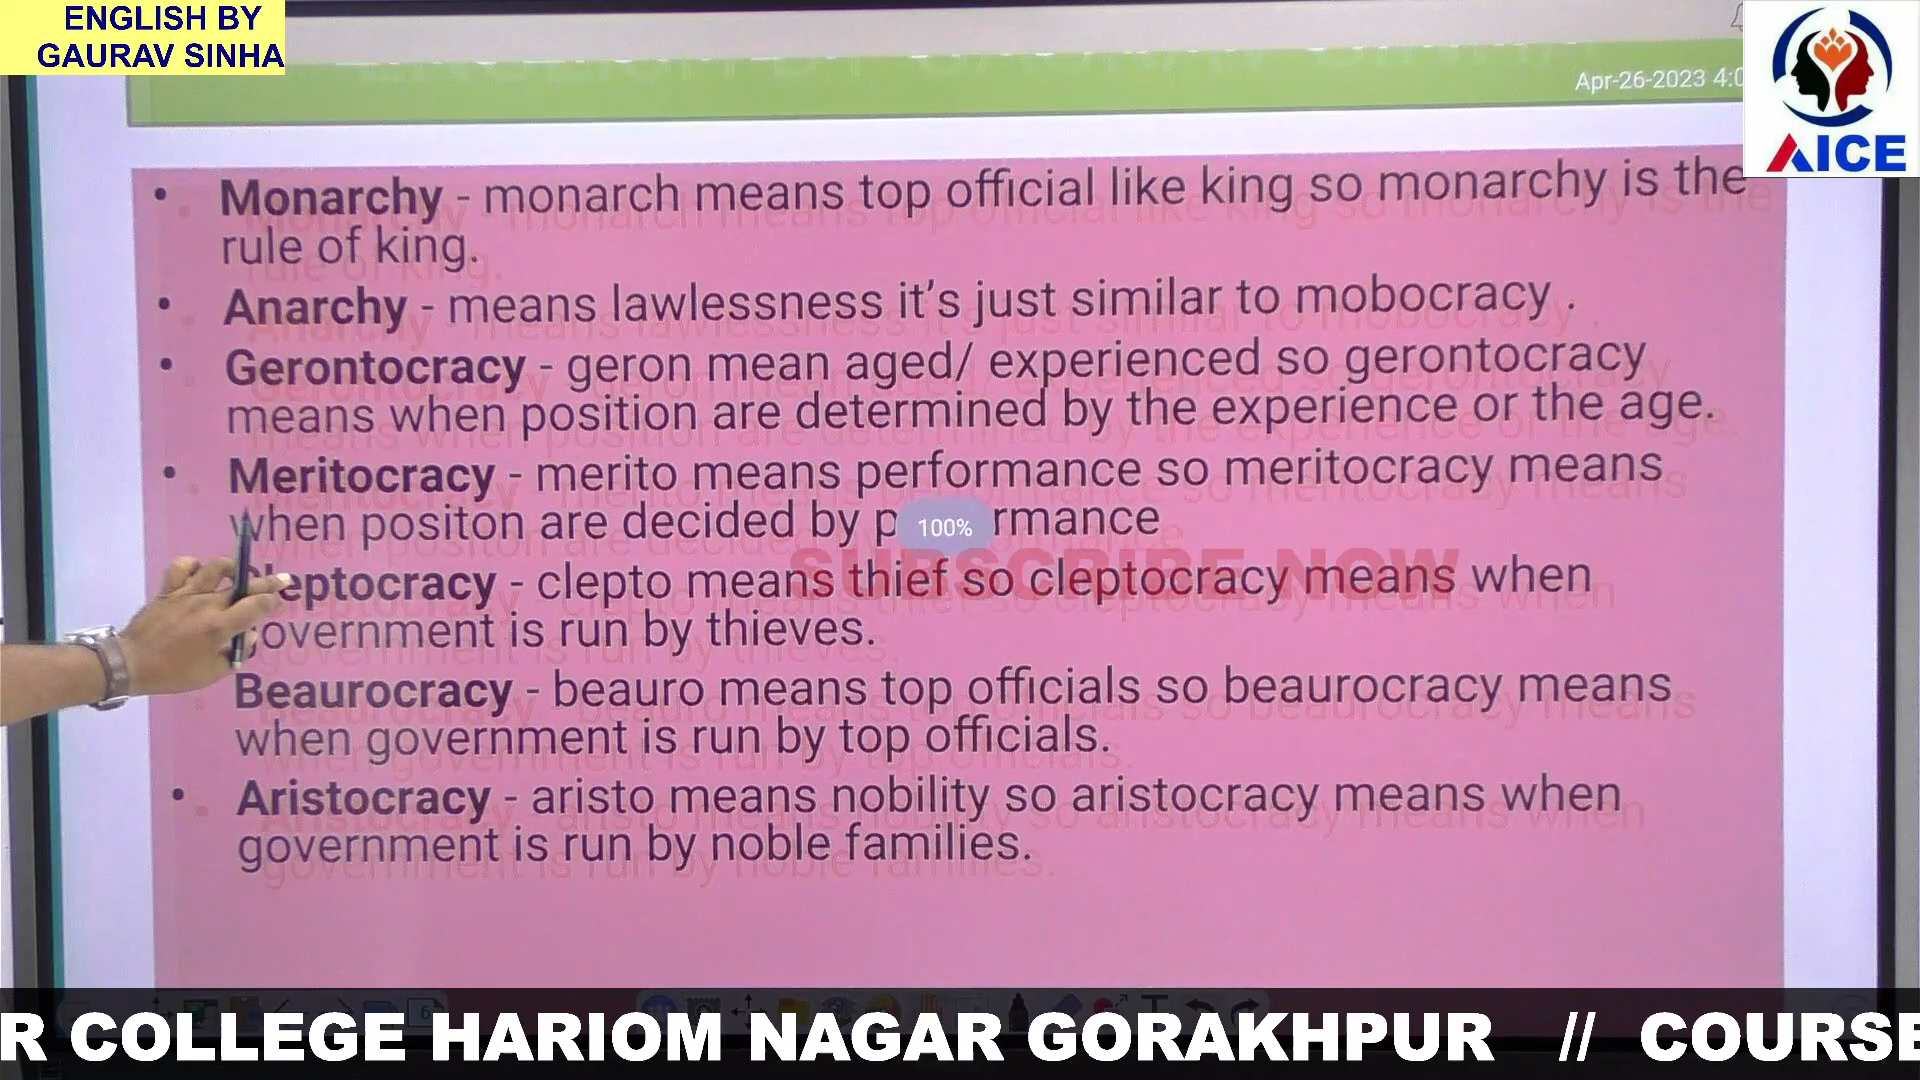 ENGLISH BY
GAURAV SINHA
Apr-26-2023 4:0
AICE
• Monarchy - monarch means top official like king so monarchy is the
rule of king.
• Anarchy - means lawlessness it's just similar to mobocracy .
• Gerontocracy - geron mean aged/ experienced so gerontocracy
means when position are determined by the experience or the age.
• Meritocracy - merito means performance so meritocracy means
when positon are decided by p rmance
100%
SUBSCRIBE NOW
leptocracy - clepto means thief so cleptocracy means when
government is run by thieves.
Beaurocracy - beauro means top officials so beaurocracy means
when government is run by top officials.
• Aristocracy - aristo means nobility so aristocracy means when
government is run by noble families.
R COLLEGE HARIOM NAGAR GORAKHPUR // COURSE